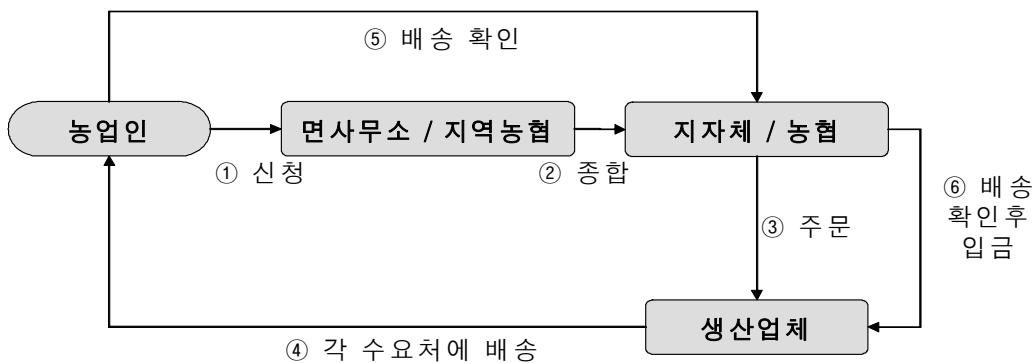 ⑤ 배송 확인
농업인
면사무소 / 지역농협
지자체 / 농협
① 신청
② 종합
⑥ 배송
확인후
입금
③ 주문
생산업체
④ 각 수요처에 배송